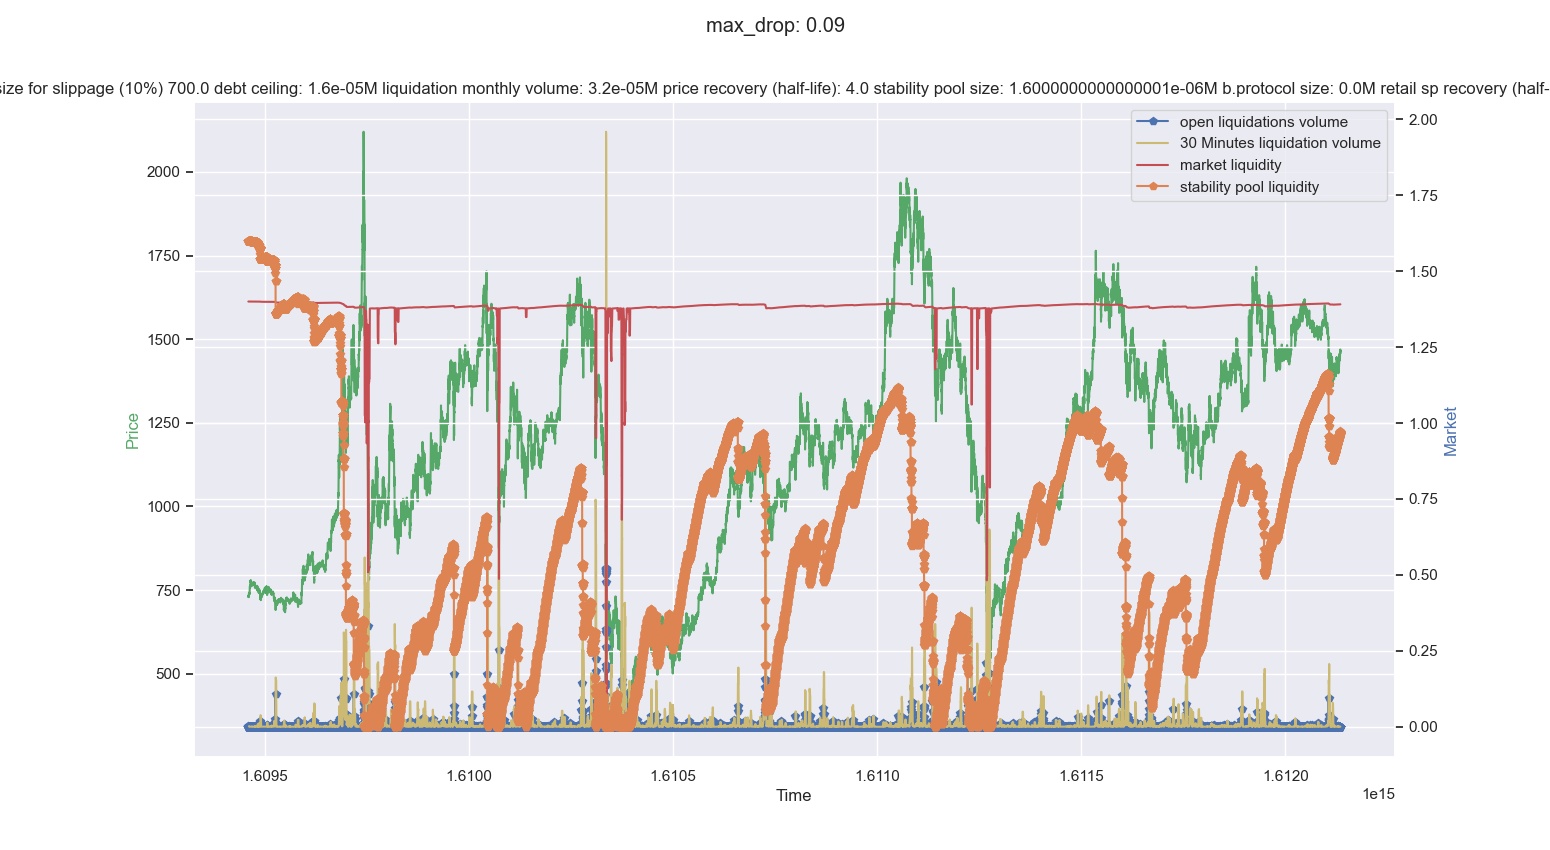 max_drop: 0.09
size for slippage (10%) 700.0 debt ceiling: 1.6e-05M liquidation monthly volume: 3.2e-05M price recovery (half-life): 4.0 stability pool size: 1.6000000000000001e-06M b.protocol size: 0.0M retail sp recovery (half-
open liquidations volume
30 Minutes liquidation volume
market liquidity
stability pool liquidity
2000
1750
1500
1250
1000
750
500
Price
2.00
1.75
1.50
1.25
1.00
0.75
0.50
0.25
0.00
Market
1.6095 1.6100 1.6105 1.6110 1.6115 1.6120
1e15
Time